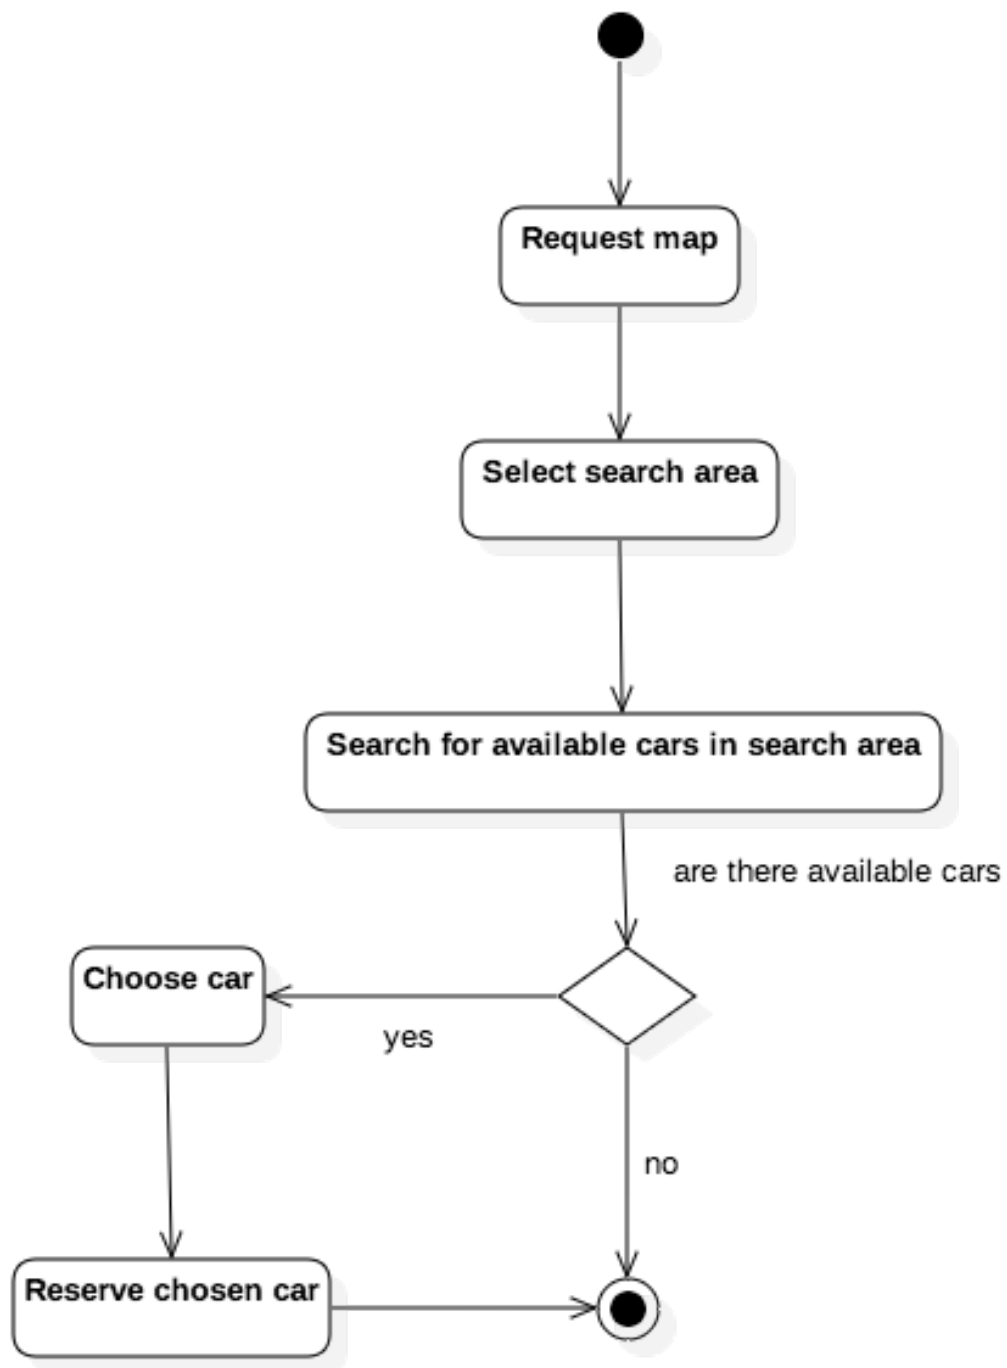 Request map
Select search area
Search for available cars in search area
are there available cars
Choose car
yes
no
Reserve chosen car